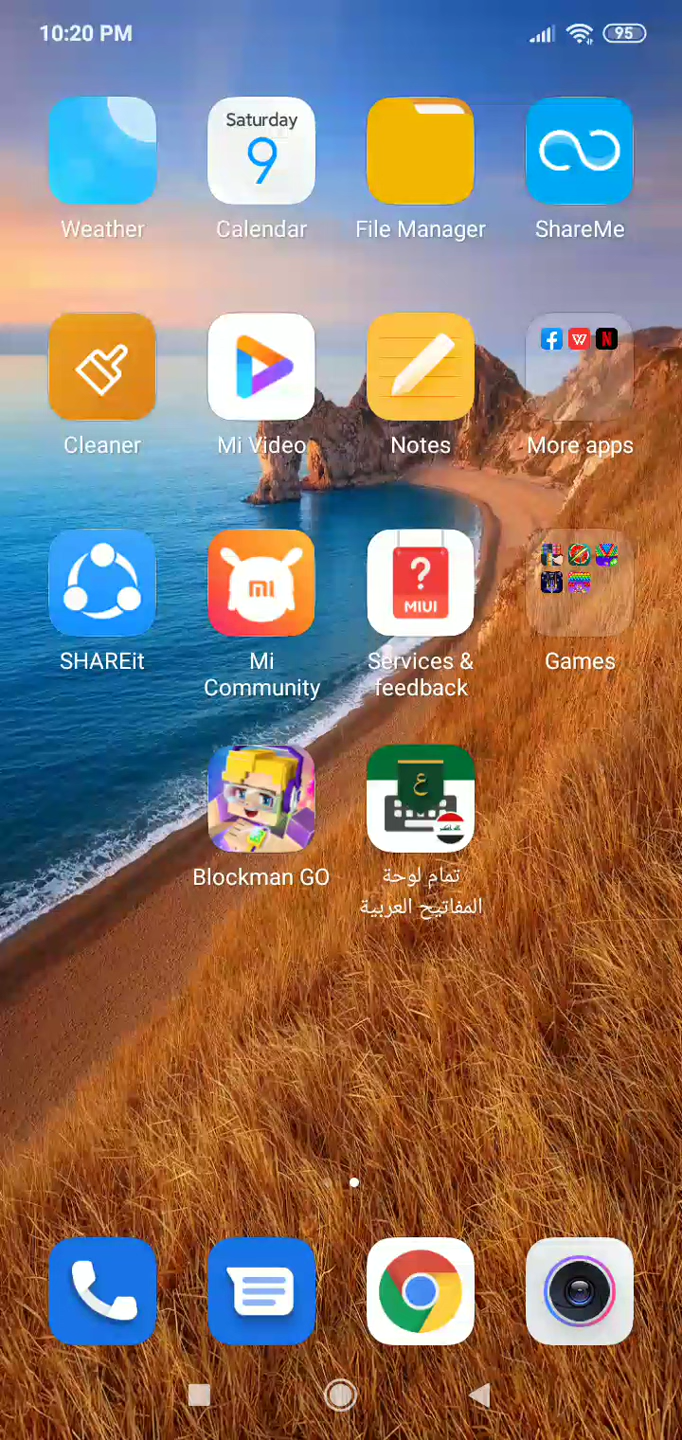 10:20 PM
95
Saturday
9
Weather
Calendar
File Manager
ShareMe
W
N
Cleaner
Mi Video
Notes
More apps
mi
?
MIUI
SHAREit
Mi
Community
Services &
feedback
Games
ع
Blockman GO
تمام لوحة
المفاتيح العربية